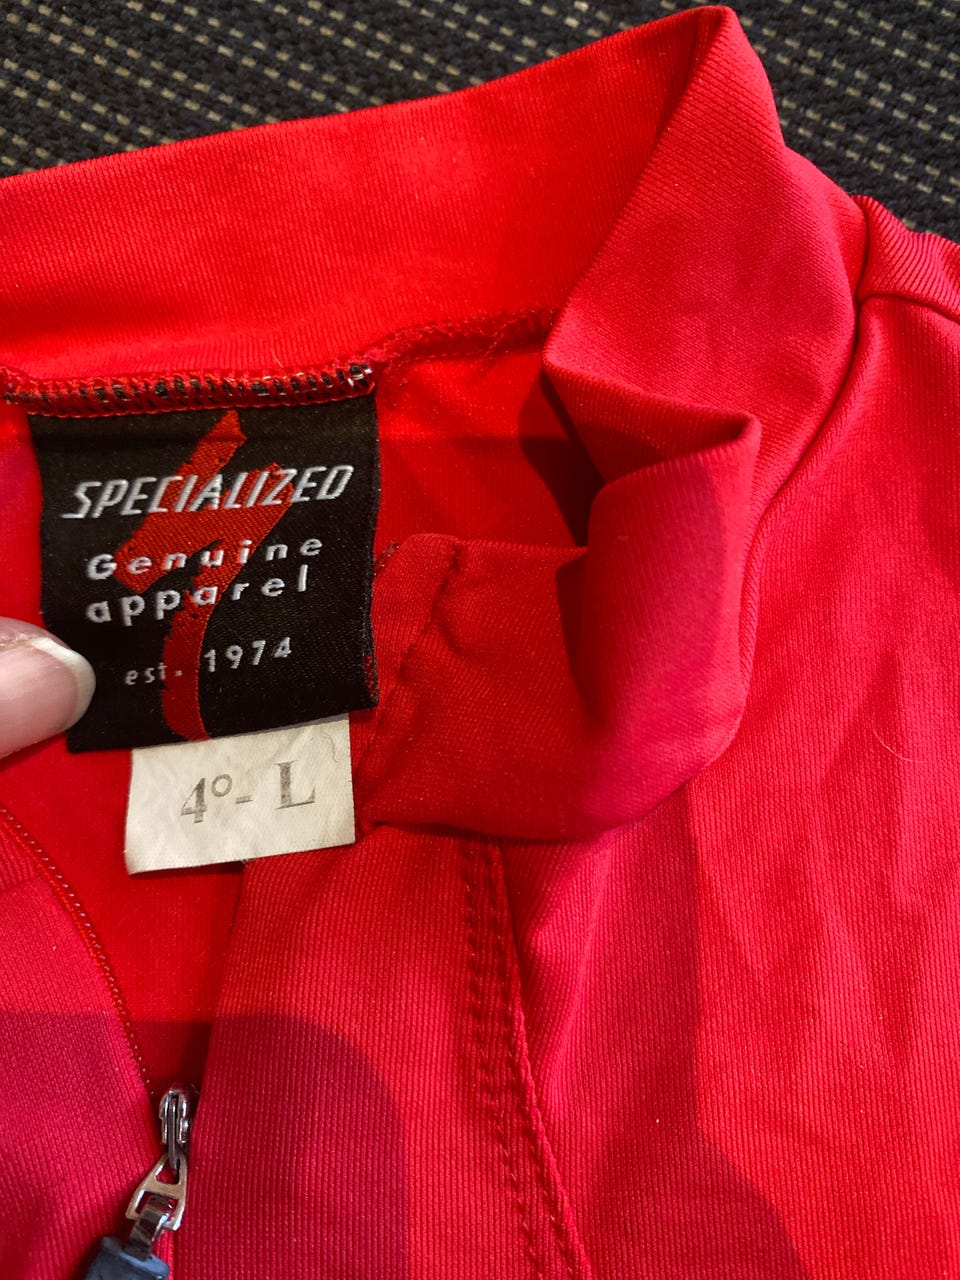 SPECIALIZED
Genuine
apparel
est. 1974
4°- L